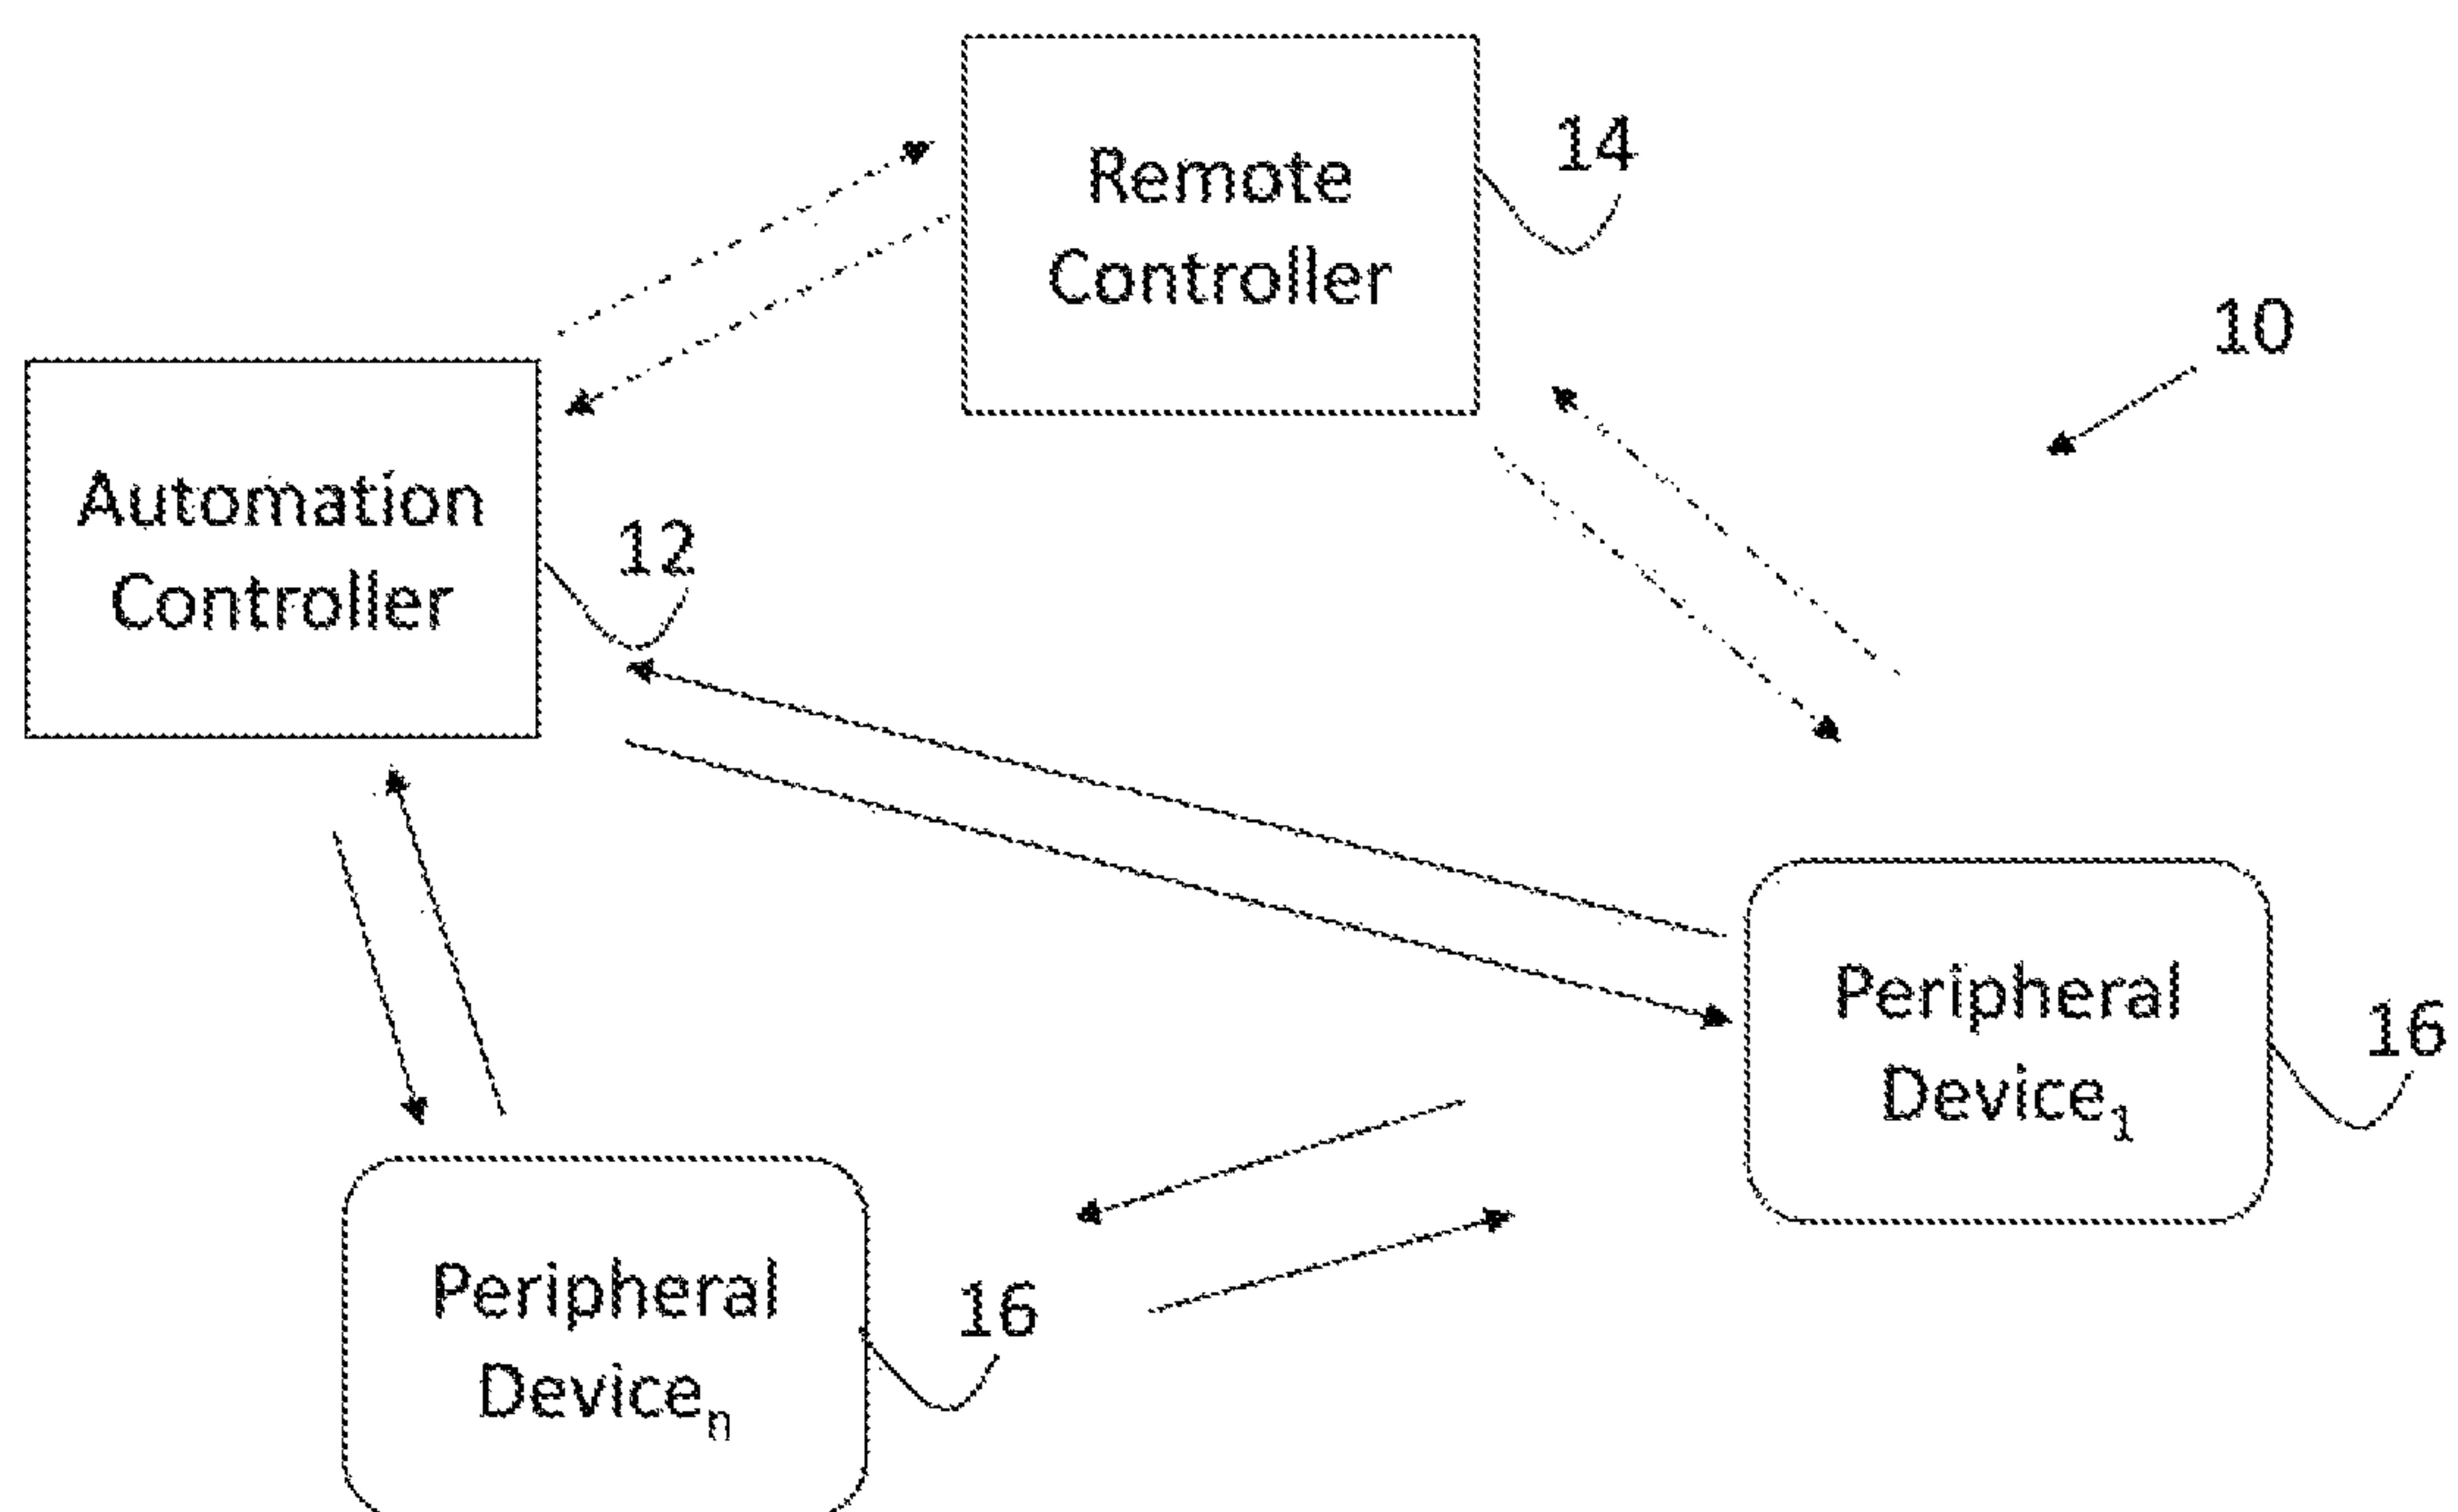 Remote
Controller
14
10
Automation
Controller
12
Peripheral
Device₁
16
Peripheral
Deviceₙ
16